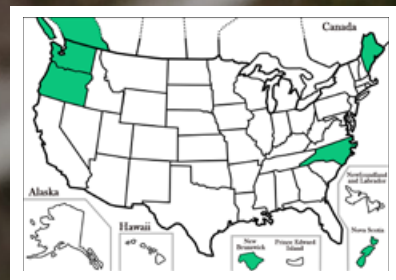 Canada
Alaska
Hawaii
New
Brunswick
Prince Edward
Island
Newfoundland
and Labrador
Nova Scotia